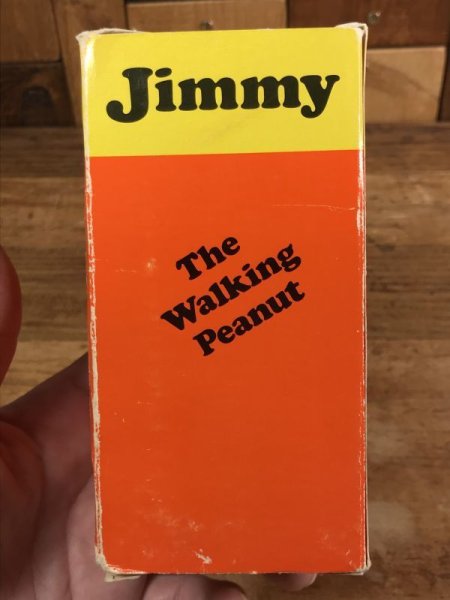 Jimmy
The
Walking
Peanut